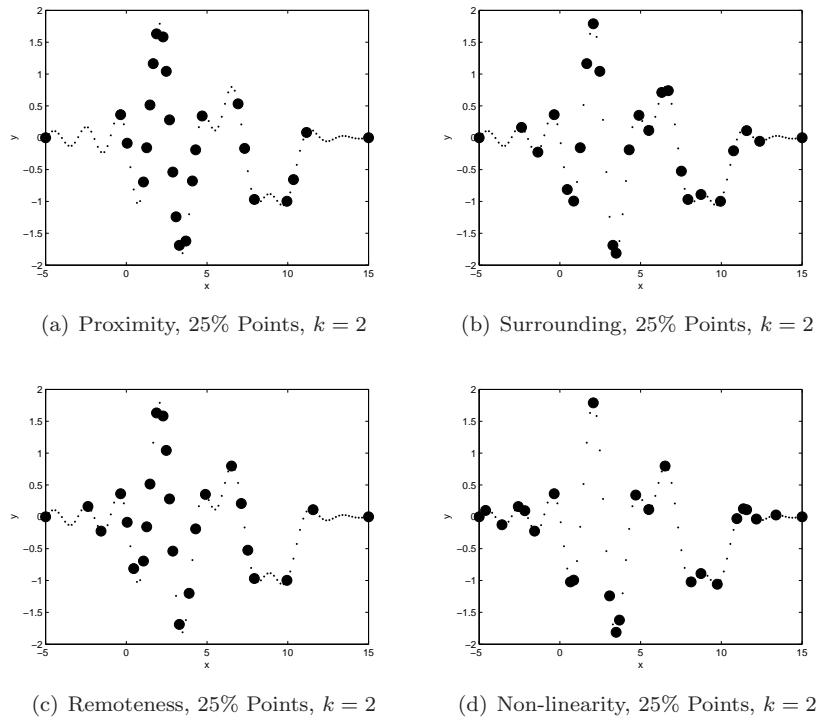 2
1.5
1
0.5
0
−0.5
−1
−1.5
−2
y
−5 0 5 10 15
x
(a) Proximity, 25% Points, k = 2
2
1.5
1
0.5
0
−0.5
−1
−1.5
−2
y
−5 0 5 10 15
x
(b) Surrounding, 25% Points, k = 2
2
1.5
1
0.5
0
−0.5
−1
−1.5
−2
y
−5 0 5 10 15
x
(c) Remoteness, 25% Points, k = 2
2
1.5
1
0.5
0
−0.5
−1
−1.5
−2
y
−5 0 5 10 15
x
(d) Non-linearity, 25% Points, k = 2